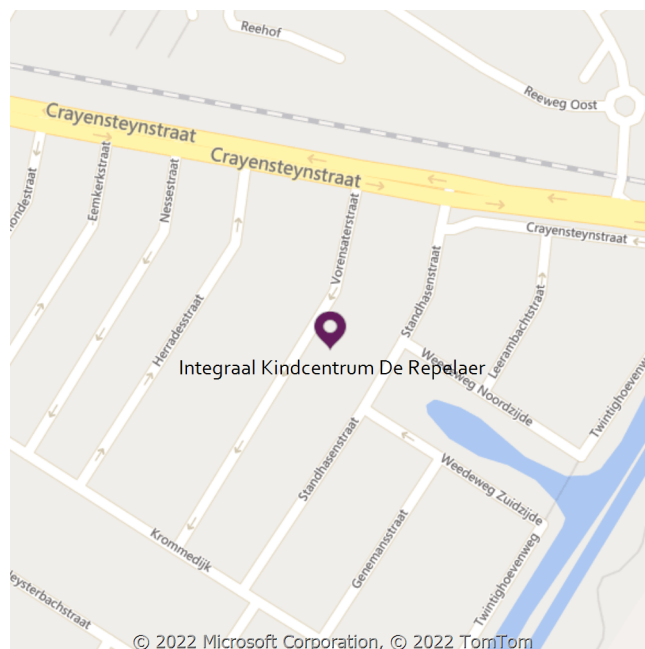 Reehof
Reeweg Oost
Crayensteynstraat
Crayensteynstraat
Eemkerkstraat
Nessestraat
Vorensaterstraat
Crayensteynstraat
Standhasenstraat
Herradesstraat
Leerambachtstraat
Integraal Kindcentrum De Repelaer
Weedeweg Noordzijde
Twintighoevenweg
Standhasenstraat
Weedeweg Zuidzijde
Krommedijk
Genemansstraat
Twintighoevenweg
© 2022 Microsoft Corporation, © 2022 TomTom